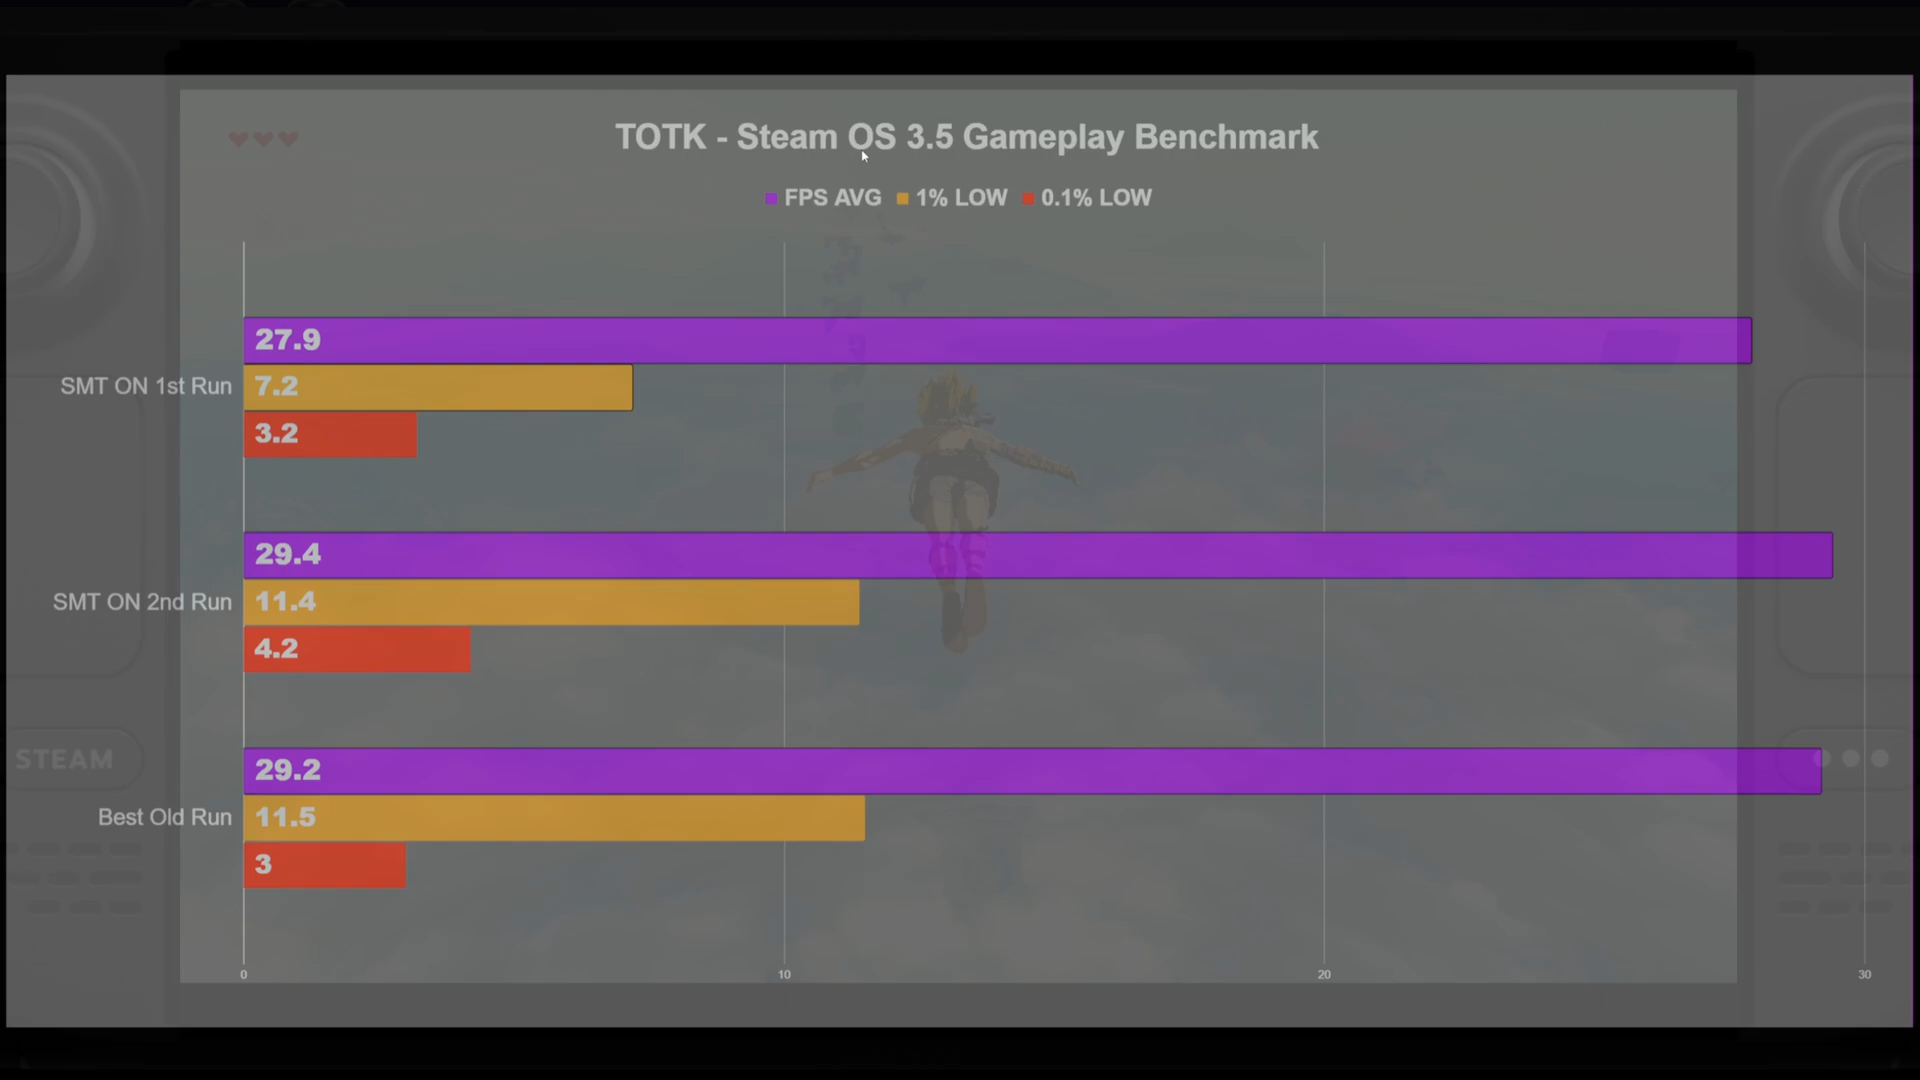 TOTK - Steam OS 3.5 Gameplay Benchmark
FPS AVG 1% LOW 0.1% LOW
27.9
SMT ON 1st Run 7.2
3.2
29.4
SMT ON 2nd Run 11.4
4.2
STEAM
29.2
Best Old Run 11.5
3
0 10 20 30